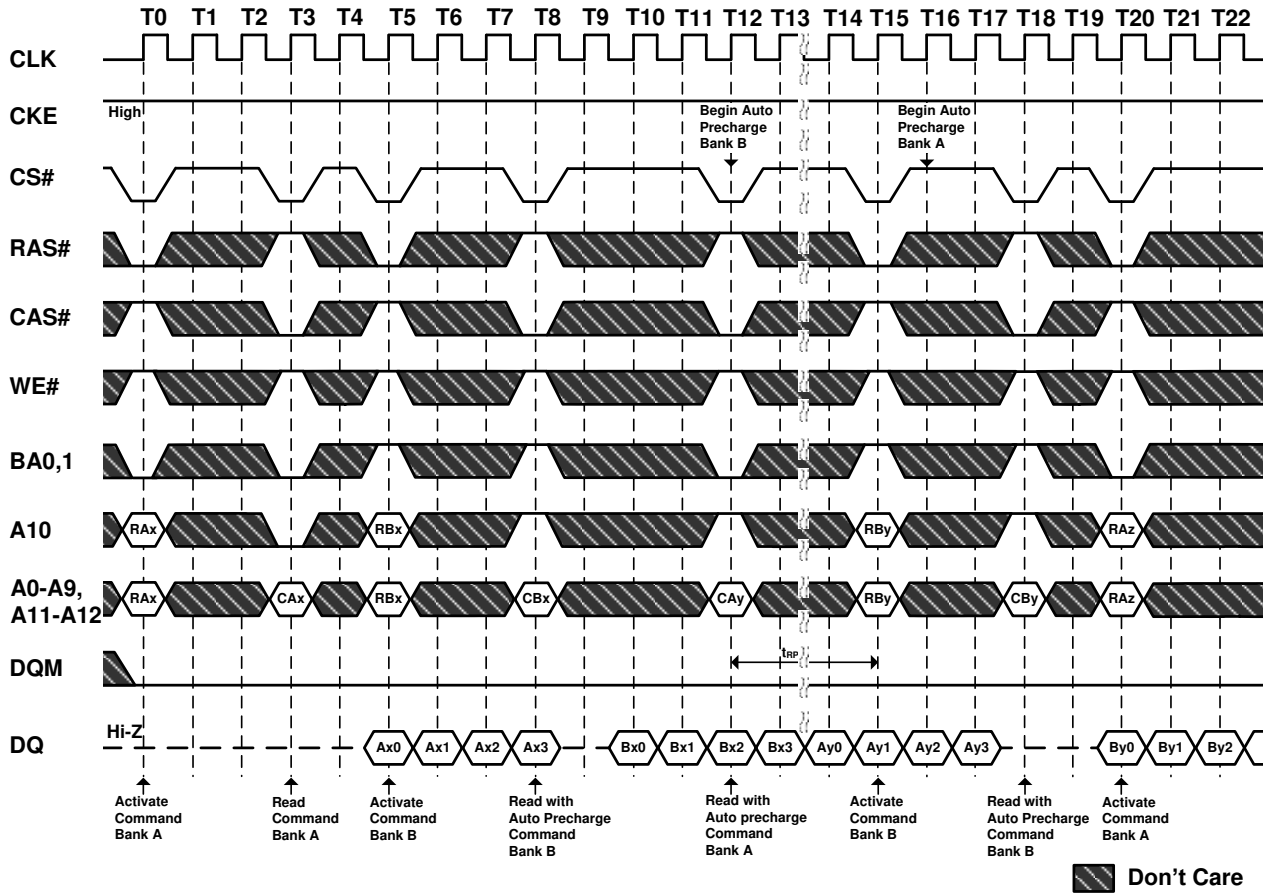 T0 T1 T2 T3 T4 T5 T6 T7 T8 T9 T10 T11 T12 T13 T14 T15 T16 T17 T18 T19 T20 T21 T22
CLK
CKE
High
Begin Auto
Precharge
Bank B
Begin Auto
Precharge
Bank A
CS#
RAS#
CAS#
WE#
BA0,1
A10
RAx RBx RBy RAz
A0-A9,
A11-A12
RAx CAx RBx CBx CAy RBy CBy RAz
DQM
tRP
DQ
Hi-Z
Ax0 Ax1 Ax2 Ax3 Bx0 Bx1 Bx2 Bx3 Ay0 Ay1 Ay2 Ay3 By0 By1 By2
Activate
Command
Bank A
Read
Command
Bank A
Activate
Command
Bank B
Read with
Auto Precharge
Command
Bank B
Read with
Auto precharge
Command
Bank A
Activate
Command
Bank B
Read with
Auto Precharge
Command
Bank B
Activate
Command
Bank A
Don't Care